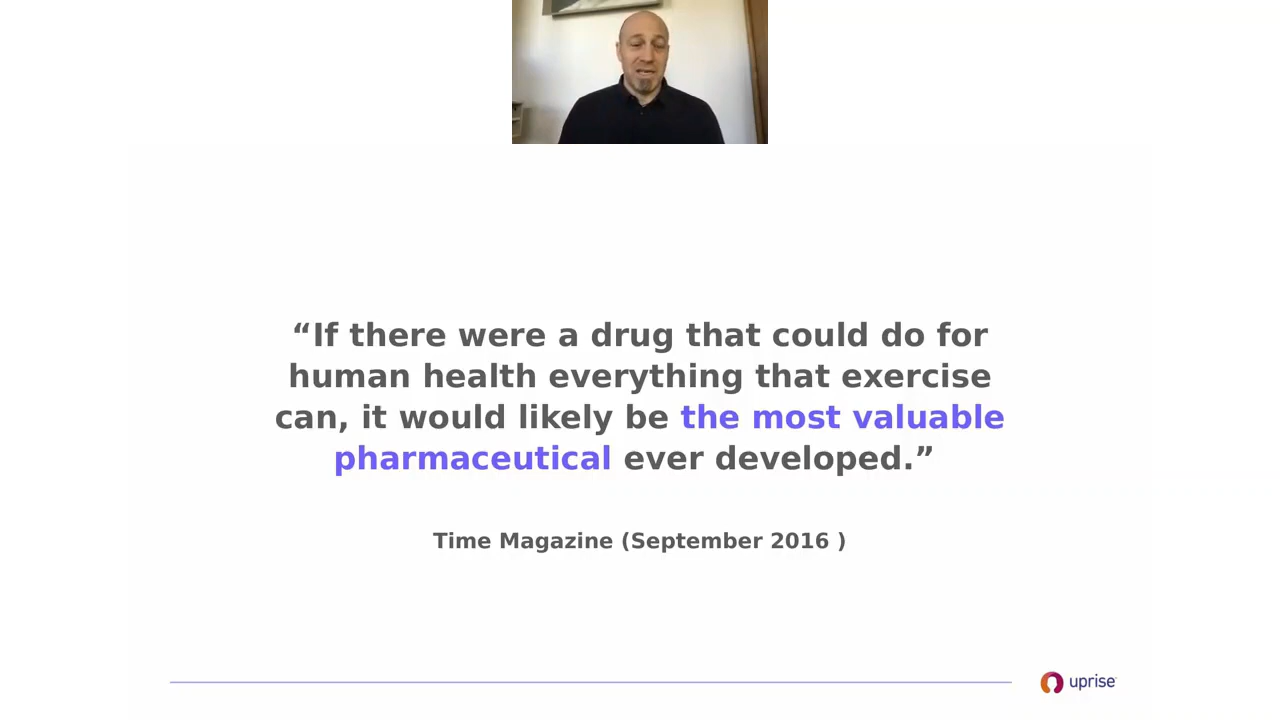 “If there were a drug that could do for
human health everything that exercise
can, it would likely be the most valuable
pharmaceutical ever developed.”
Time Magazine (September 2016 )
uprise